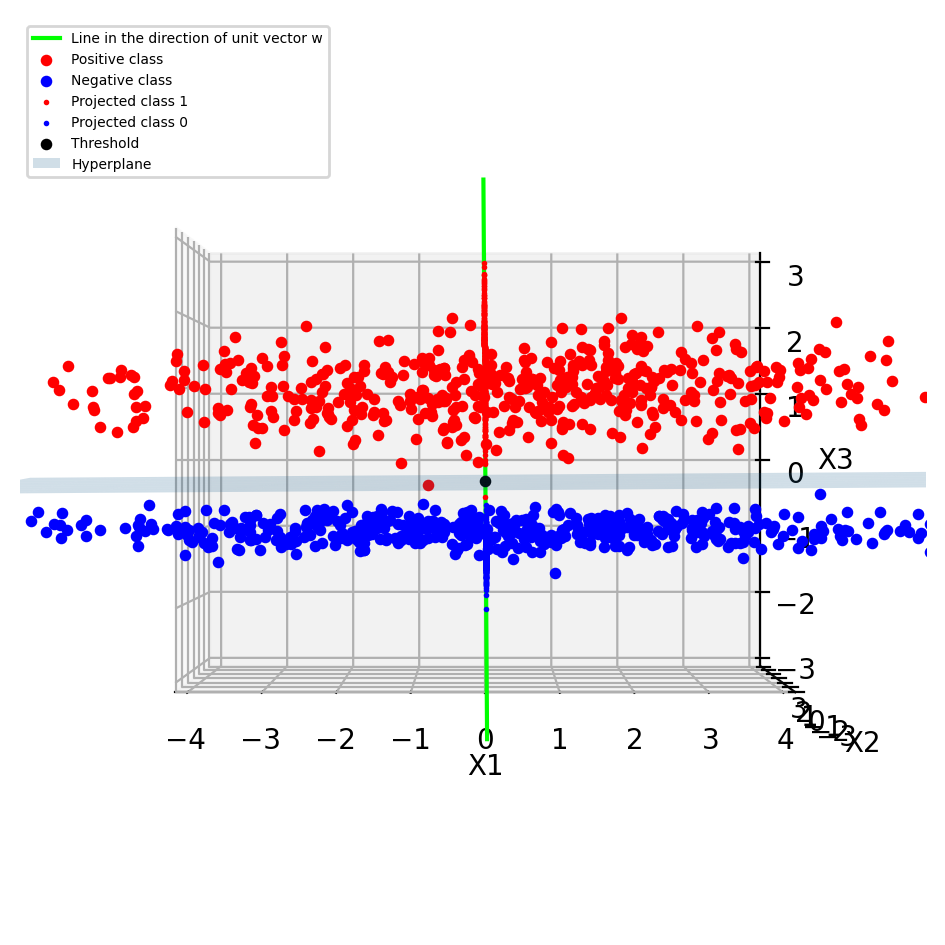 Line in the direction of unit vector w
Positive class
Negative class
Projected class 1
Projected class 0
Threshold
Hyperplane
3
2
1
0
X3
−1
−2
−3
−4 −3 −2 −1 0 1 2 3 4
X1
3
X2